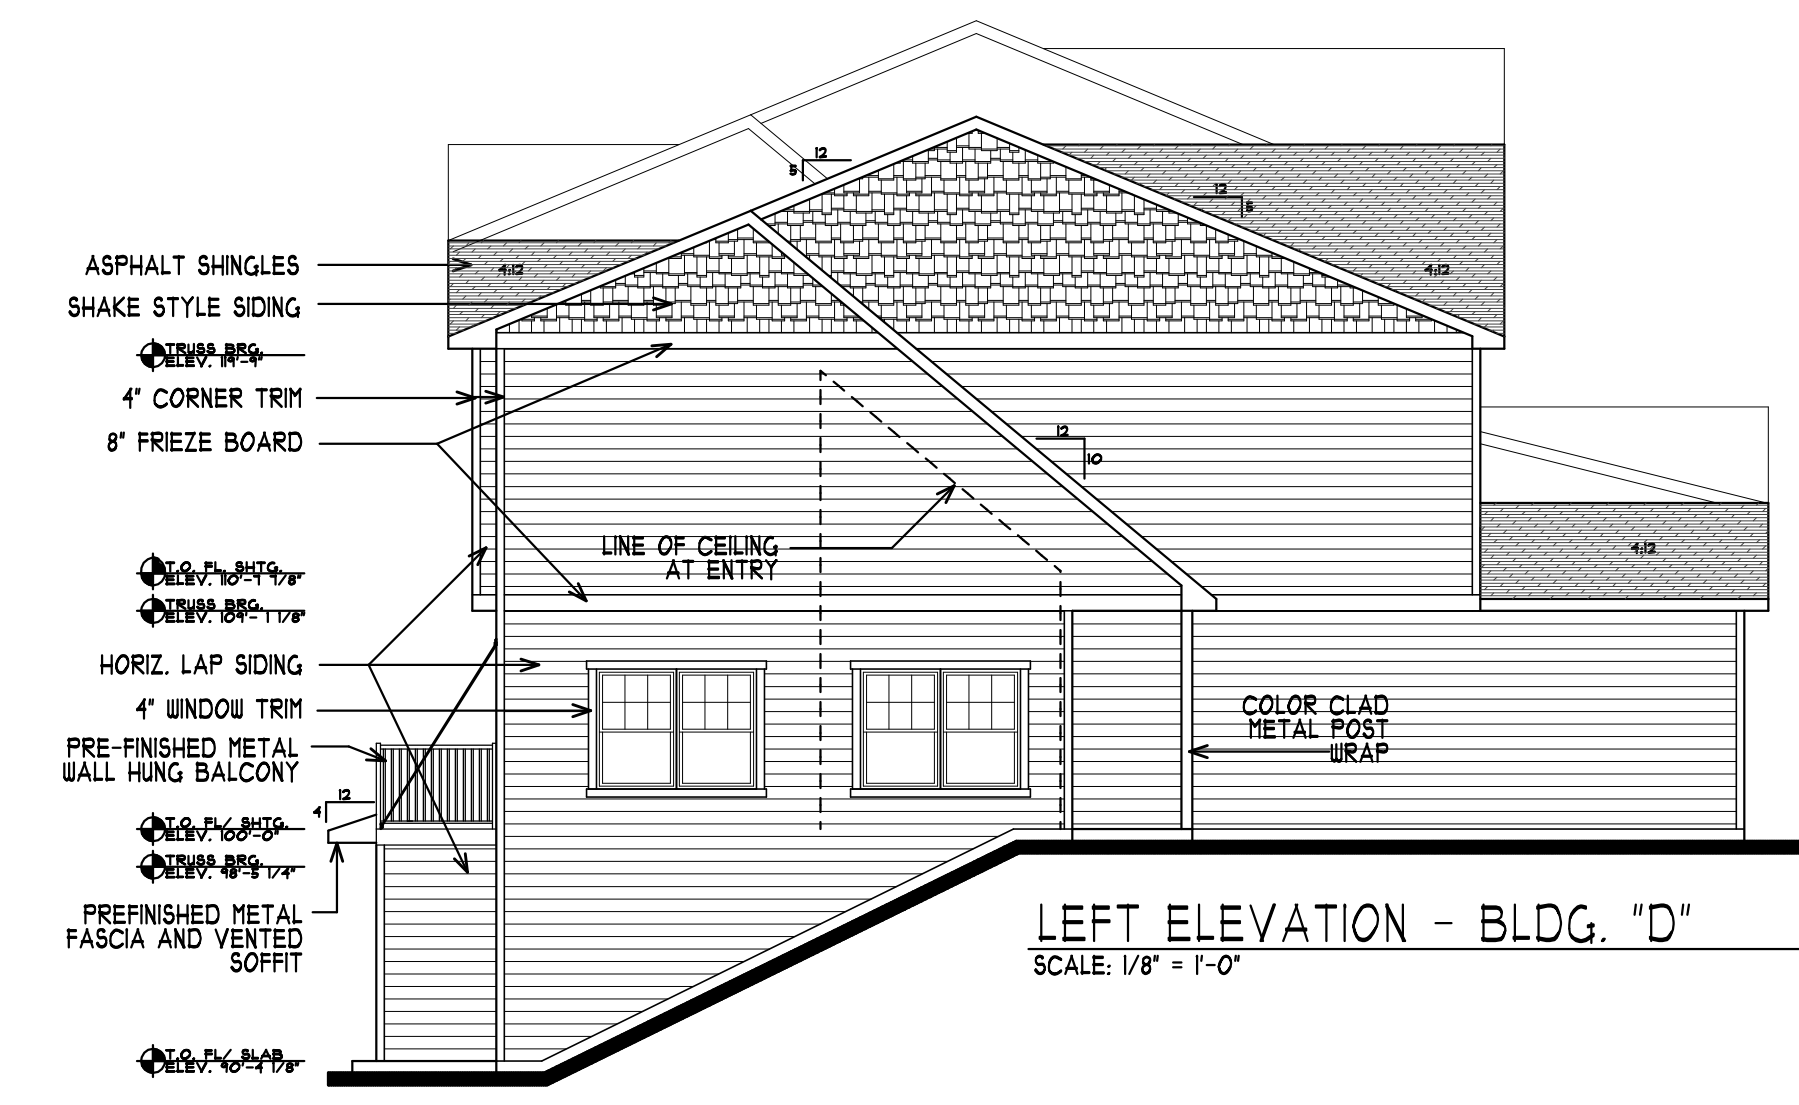 12
5
12
5
ASPHALT SHINGLES
4:12
4:12
SHAKE STYLE SIDING
TRUSS BRG.
ELEV. 119'-9"
4" CORNER TRIM
8" FRIEZE BOARD
12
10
LINE OF CEILING
AT ENTRY
4:12
T.O. FL. SHTG.
ELEV. 110'-7 7/8"
TRUSS BRG.
ELEV. 109'- 1 1/8"
HORIZ. LAP SIDING
4" WINDOW TRIM
COLOR CLAD
METAL POST
WRAP
PRE-FINISHED METAL
WALL HUNG BALCONY
12
4
T.O. FL/ SHTG.
ELEV. 100'-0"
TRUSS BRG.
ELEV. 98'-5 1/4"
PREFINISHED METAL
FASCIA AND VENTED
SOFFIT
LEFT ELEVATION - BLDG. "D"
SCALE: 1/8" = 1'-0"
T.O. FL/ SLAB
ELEV. 90'-4 1/8"